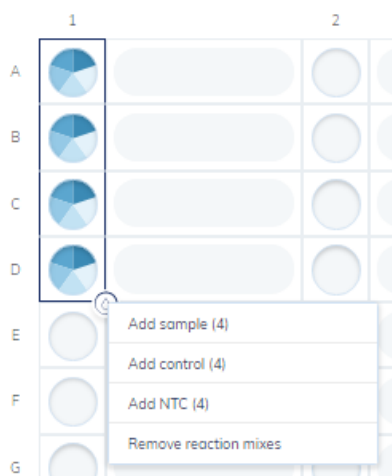 1 2
A
B
C
D
E
F
G
Add sample (4)
Add control (4)
Add NTC (4)
Remove reaction mixes